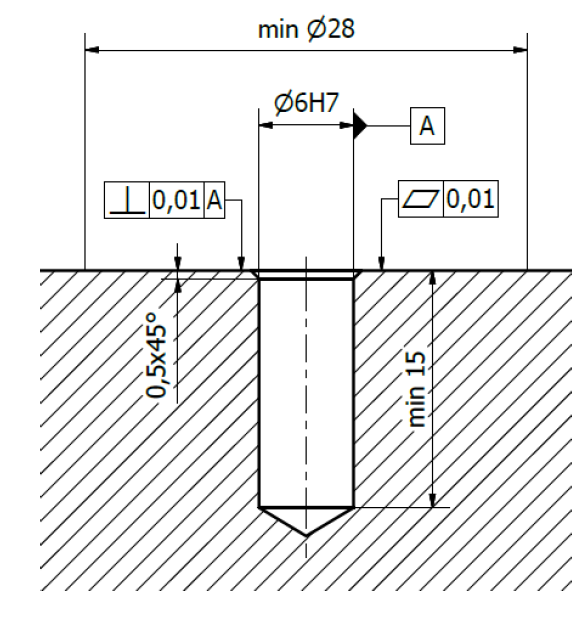 min Ø28
Ø6H7
A
⊥ 0,01 A
⏥ 0,01
0,5x45°
min 15